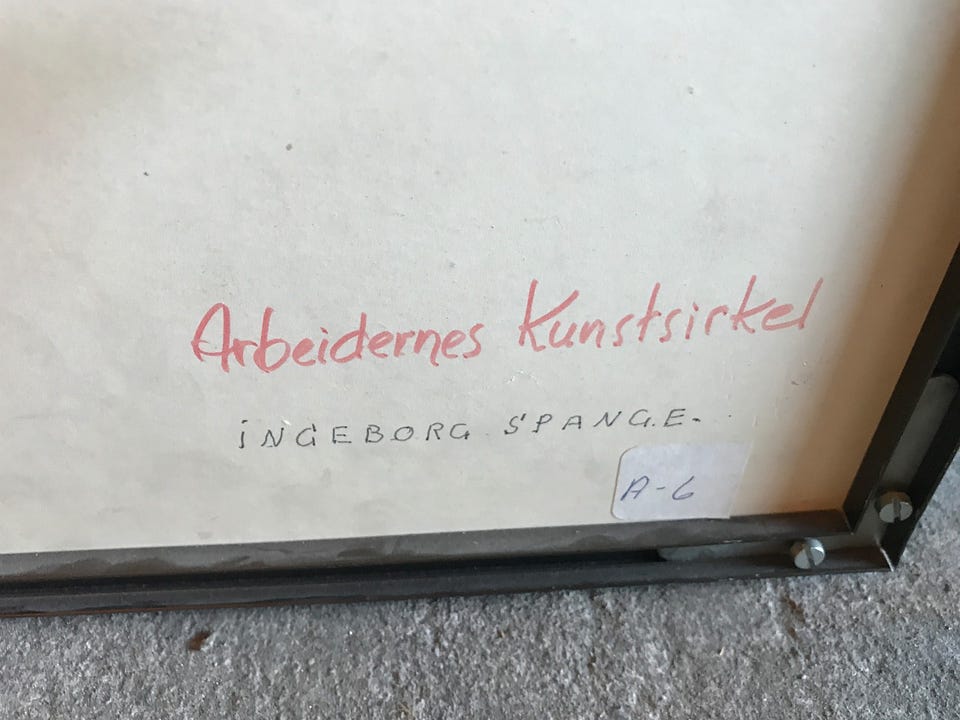 Arbeidernes Kunstsirkel
INGEBORG SPANGE.
A-6